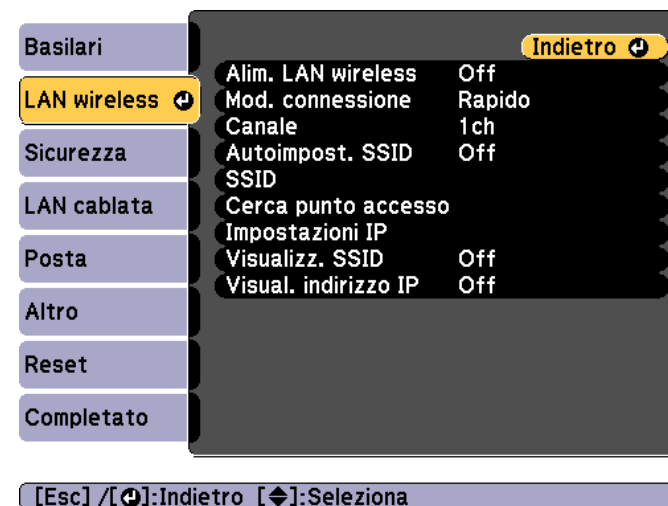 Basilari
LAN wireless
Sicurezza
LAN cablata
Posta
Altro
Reset
Completato
Indietro
Alim. LAN wireless Off
Mod. connessione Rapido
Canale 1ch
Autoimpost. SSID Off
SSID
Cerca punto accesso
Impostazioni IP
Visualizz. SSID Off
Visual. indirizzo IP Off
[Esc] /[⏎]:Indietro [◆]:Seleziona